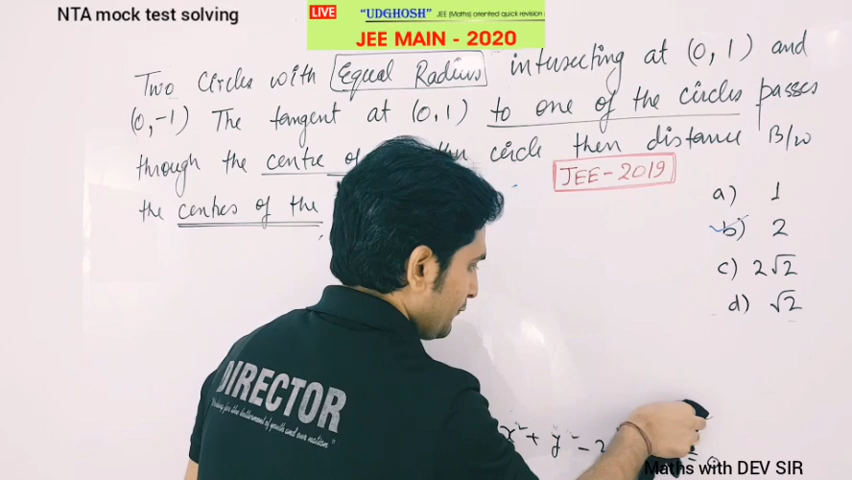 NTA mock test solving
LIVE "UDGHOSH" JEE (Maths) oriented quick revision
JEE MAIN - 2020
Two Circles with Equal Radius intersecting at (0, 1) and
(0, -1) The tangent at (0, 1) to one of the circles passes
through the centre of circle then distance B/w
the centres of the
JEE-2019
a) 1
b) 2
c) 2√2
d) √2
DIRECTOR
x² + y² - 2
Maths with DEV SIR